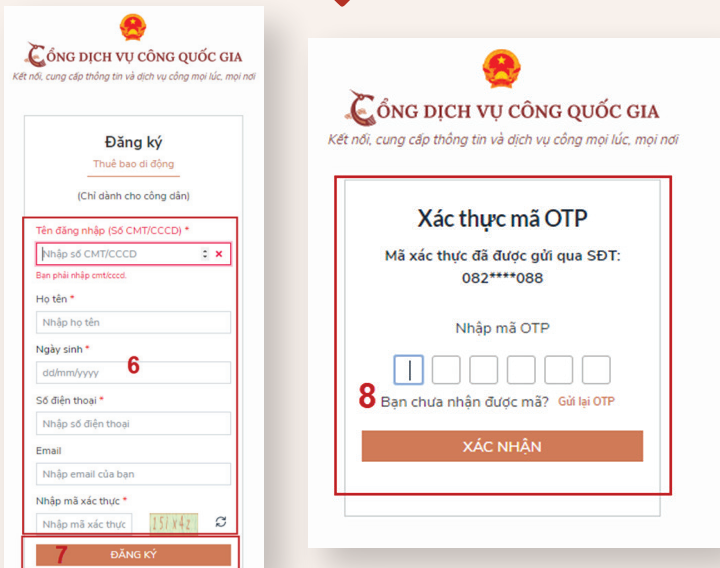 CỔNG DỊCH VỤ CÔNG QUỐC GIA
Kết nối, cung cấp thông tin và dịch vụ công mọi lúc, mọi nơi
Đăng ký
Thuê bao di động
(Chỉ dành cho công dân)
Tên đăng nhập (Số CMT/CCCD) *
Nhập số CMT/CCCD
Bạn phải nhập cmt/cccd.
Họ tên *
Nhập họ tên
Ngày sinh *
dd/mm/yyyy
6
Số điện thoại *
Nhập số điện thoại
Email
Nhập email của bạn
Nhập mã xác thực *
Nhập mã xác thực
7
ĐĂNG KÝ
CỔNG DỊCH VỤ CÔNG QUỐC GIA
Kết nối, cung cấp thông tin và dịch vụ công mọi lúc, mọi nơi
Xác thực mã OTP
Mã xác thực đã được gửi qua SĐT:
082****088
Nhập mã OTP
8 Bạn chưa nhận được mã? Gửi lại OTP
XÁC NHẬN